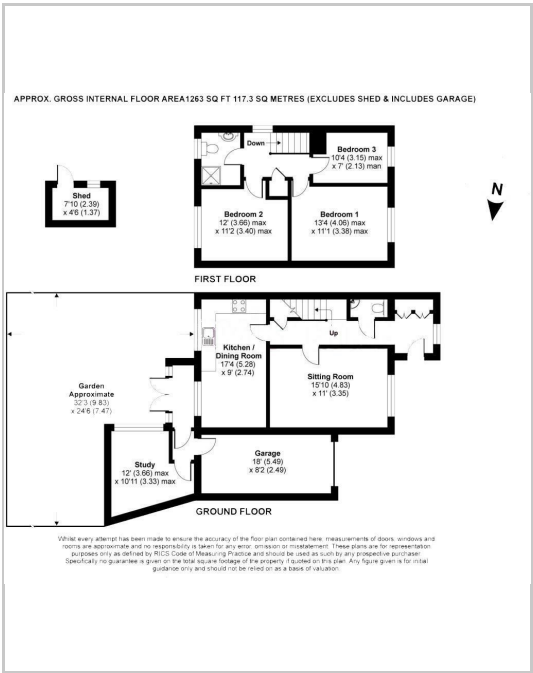 APPROX. GROSS INTERNAL FLOOR AREA1263 SQ FT 117.3 SQ METRES (EXCLUDES SHED & INCLUDES GARAGE)
Down
Bedroom 3
10'4 (3.15) max
x 7' (2.13) man
N
Shed
7'10 (2.39)
x 4'6 (1.37)
Bedroom 2
12' (3.66) max
x 11'2 (3.40) max
Bedroom 1
13'4 (4.06) max
x 11'1 (3.38) max
FIRST FLOOR
Up
Kitchen /
Dining Room
17'4 (5.28)
x 9' (2.74)
Sitting Room
15'10 (4.83)
x 11' (3.35)
Garden
Approximate
32'3 (9.83)
x 24'6 (7.47)
Garage
18' (5.49)
x 8'2 (2.49)
Study
12' (3.66) max
x 10'11 (3.33) max
GROUND FLOOR
Whilst every attempt has been made to ensure the accuracy of the floor plan contained here, measurements of doors, windows and
rooms are approximate and no responsibility is taken for any error, omission or misstatement. These plans are for representation
purposes only as defined by RICS Code of Measuring Practice and should be used as such by any prospective purchaser.
Specifically no guarantee is given on the total square footage of the property if quoted on this plan. Any figure given is for initial
guidance only and should not be relied on as a basis of valuation.